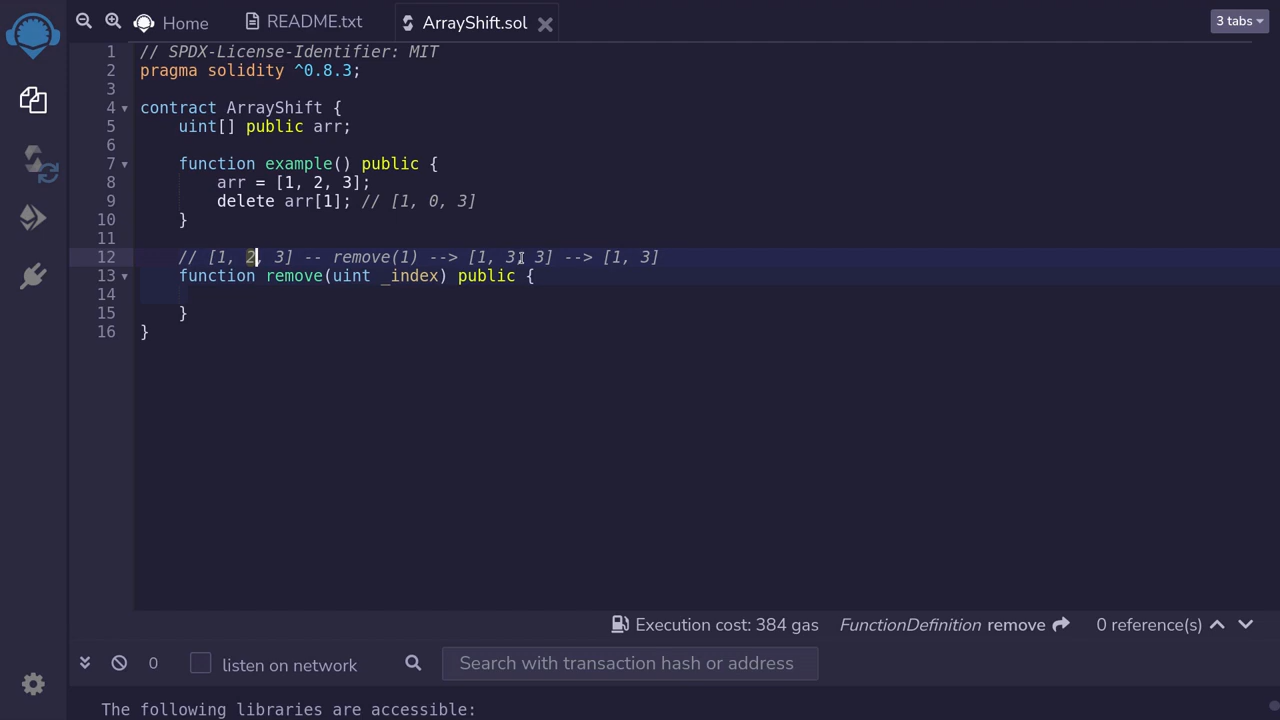 Home
README.txt
ArrayShift.sol
3 tabs
1 // SPDX-License-Identifier: MIT
2 pragma solidity ^0.8.3;
3
4 contract ArrayShift {
5 uint[] public arr;
6
7 function example() public {
8 arr = [1, 2, 3];
9 delete arr[1]; // [1, 0, 3]
10 }
11
12 // [1, 2, 3] -- remove(1) --> [1, 3, 3] --> [1, 3]
13 function remove(uint _index) public {
14
15 }
16 }
Execution cost: 384 gas FunctionDefinition remove 0 reference(s)
0 listen on network Search with transaction hash or address
The following libraries are accessible: